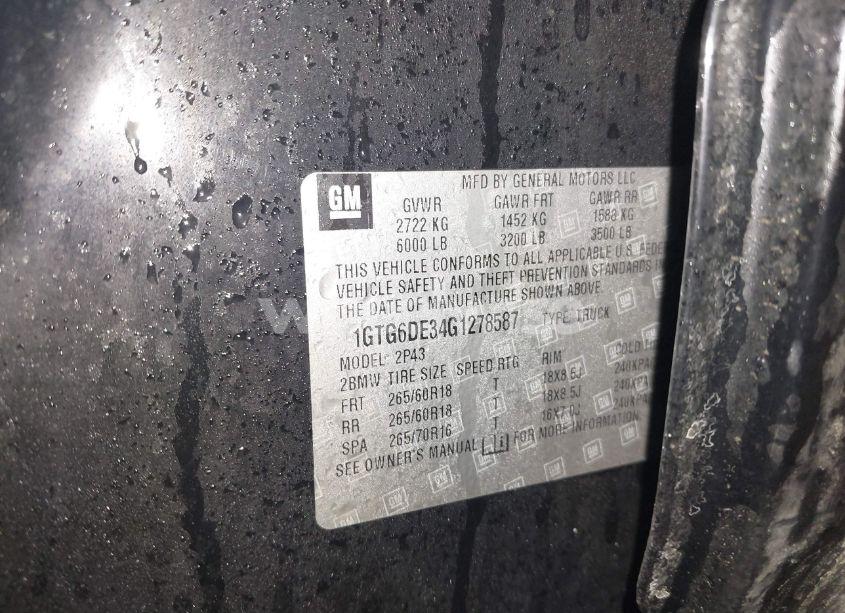 GM
MFD BY GENERAL MOTORS LLC
GVWR GAWR FRT GAWR RR
2722 KG 1452 KG 1588 KG
6000 LB 3200 LB 3500 LB
THIS VEHICLE CONFORMS TO ALL APPLICABLE U.S. FEDE
VEHICLE SAFETY AND THEFT PREVENTION STANDARDS IN
THE DATE OF MANUFACTURE SHOWN ABOVE.
1GTG6DE34G1278587 TYPE: TRUCK
MODEL: 2P43
2BMW TIRE SIZE SPEED RTG RIM COLD
FRT 265/60R18 T 18X8.5J 240KPA
RR 265/60R18 T 18X8.5J 240KPA
SPA 265/70R16 T 16X7.0J 240KPA
SEE OWNER'S MANUAL FOR MORE INFORMATION